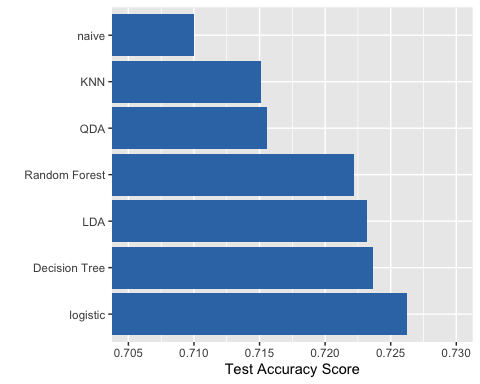 naive
KNN
QDA
Random Forest
LDA
Decision Tree
logistic
0.705 0.710 0.715 0.720 0.725 0.730
Test Accuracy Score